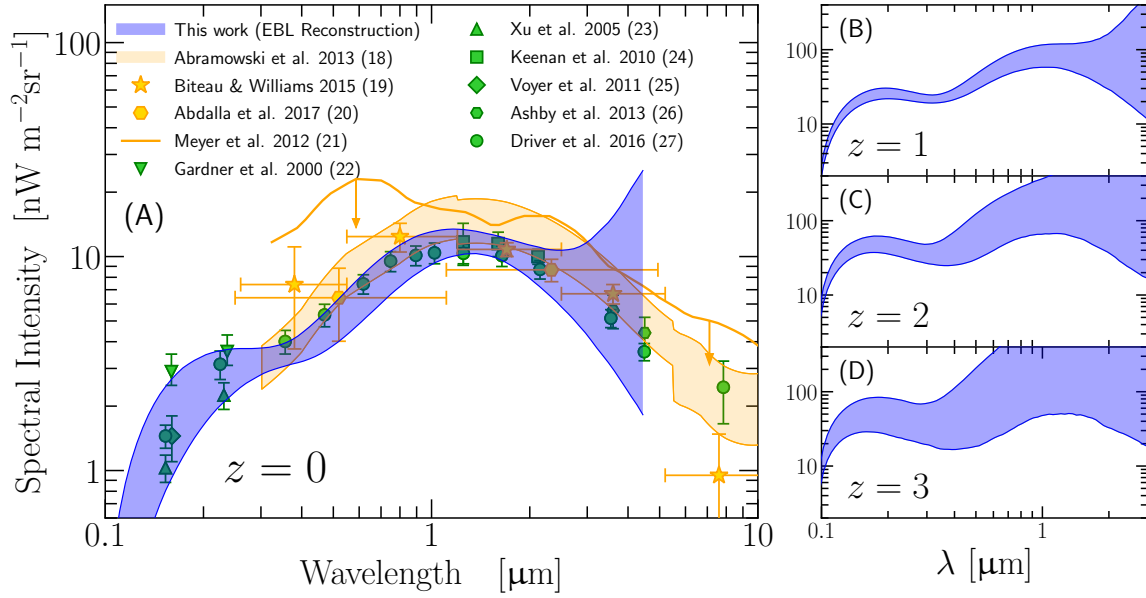 This work (EBL Reconstruction)
Abramowski et al. 2013 (18)
Biteau & Williams 2015 (19)
Abdalla et al. 2017 (20)
Meyer et al. 2012 (21)
Gardner et al. 2000 (22)
Xu et al. 2005 (23)
Keenan et al. 2010 (24)
Voyer et al. 2011 (25)
Ashby et al. 2013 (26)
Driver et al. 2016 (27)
(A)
z = 0
Spectral Intensity [nW m−2sr−1]
100
10
1
0.1
1
10
Wavelength [μm]
(B)
z = 1
100
10
(C)
z = 2
100
10
(D)
z = 3
100
10
0.1
1
λ [μm]